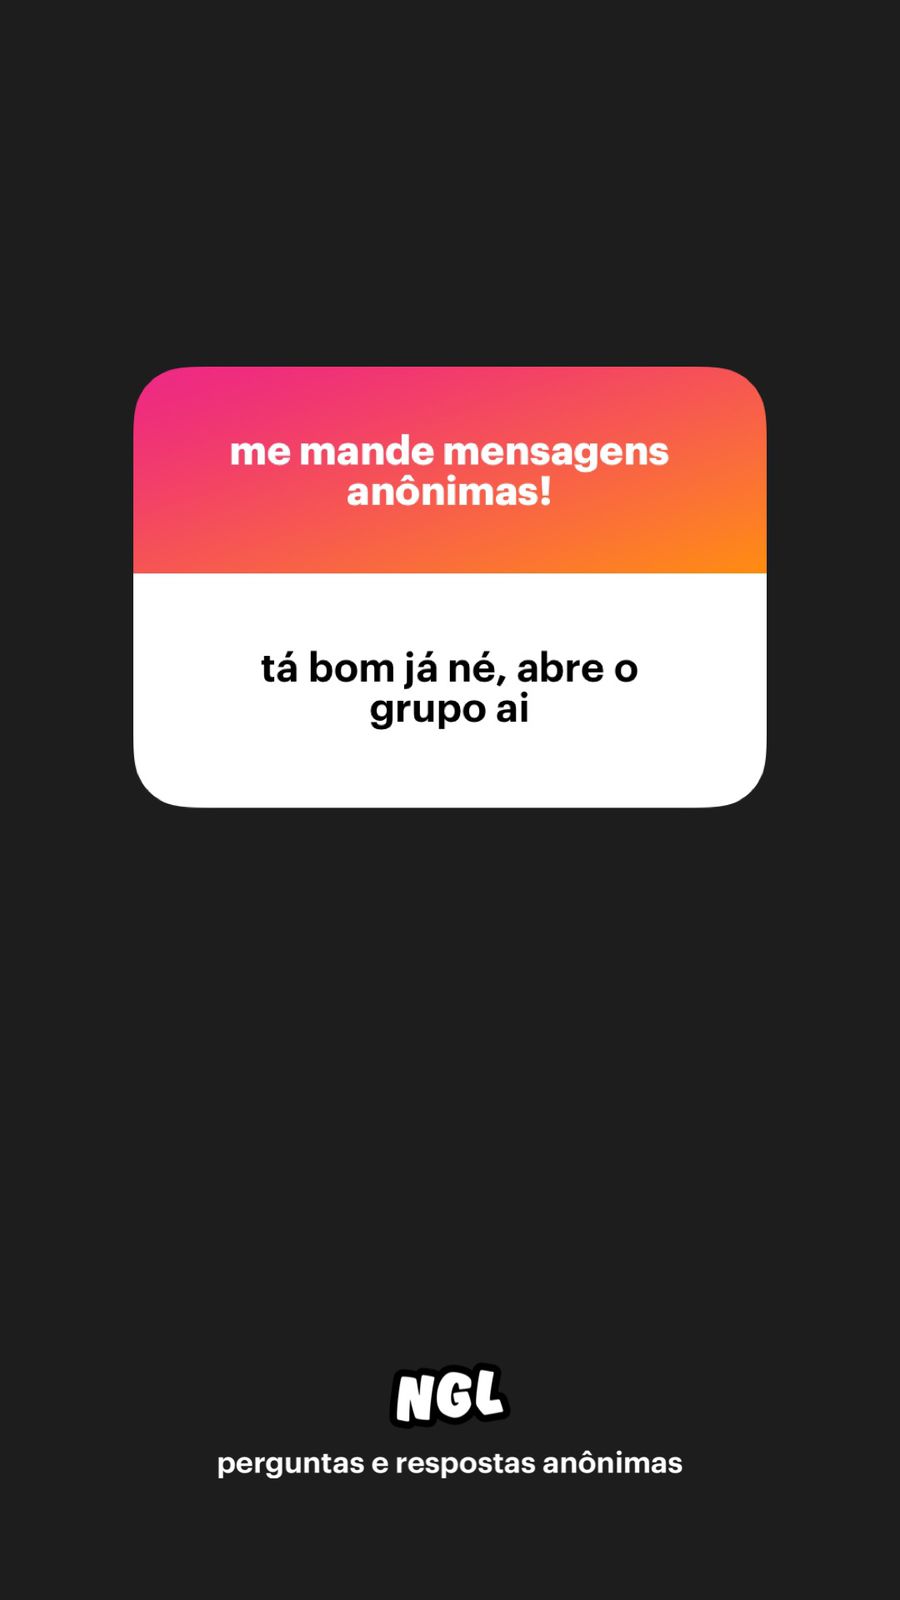 me mande mensagens
anônimas!
tá bom já né, abre o
grupo ai
NGL
perguntas e respostas anônimas